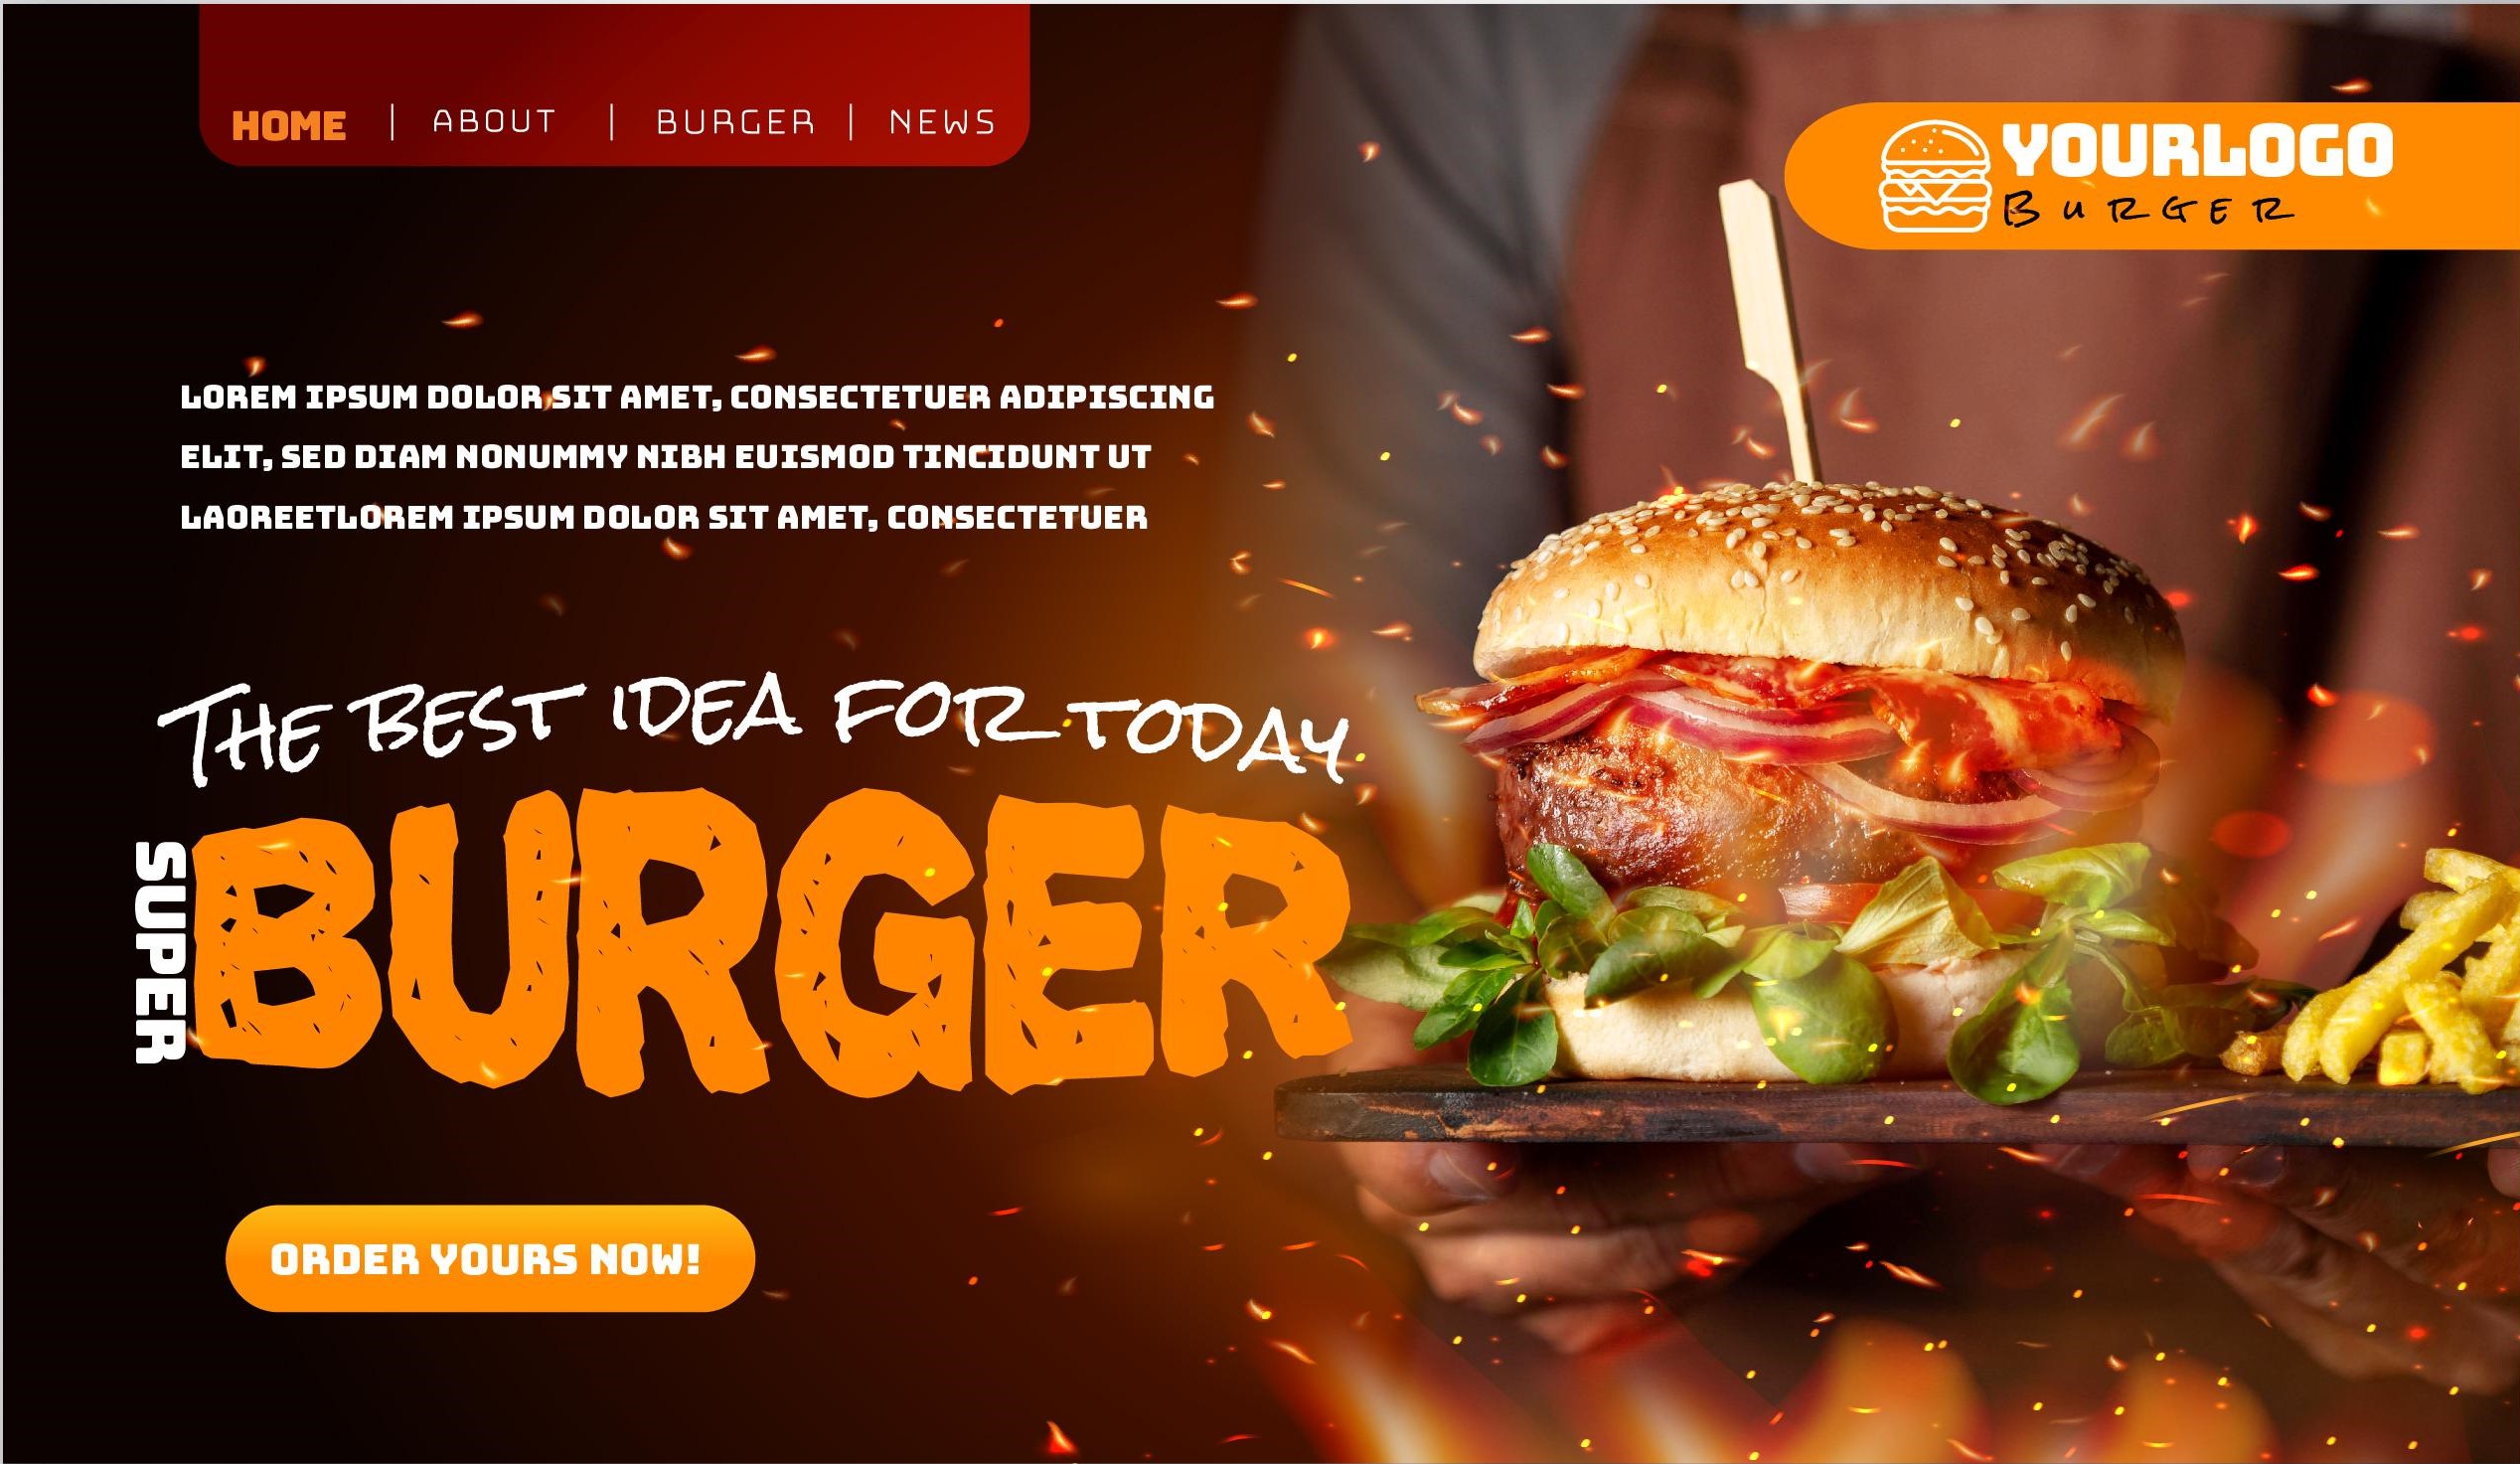 HOME | ABOUT | BURGER | NEWS
YOURLOGO
BURGER
LOREM IPSUM DOLOR SIT AMET, CONSECTETUER ADIPISCING
ELIT, SED DIAM NONUMMY NIBH EUISMOD TINCIDUNT UT
LAOREETLOREM IPSUM DOLOR SIT AMET, CONSECTETUER
THE BEST IDEA FOR TODAY
SUPER
BURGER
ORDER YOURS NOW!